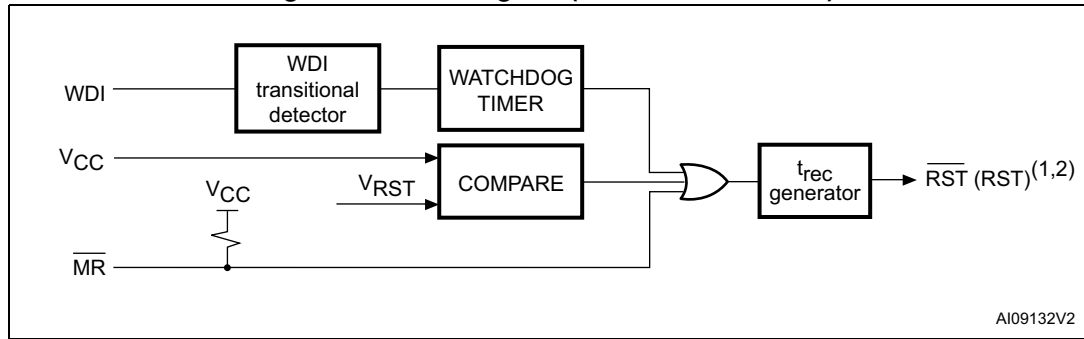 WDI
WDI
transitional
detector
WATCHDOG
TIMER
VCC
VRST
COMPARE
VCC
MR
trec
generator
RST (RST)(1,2)
AI09132V2